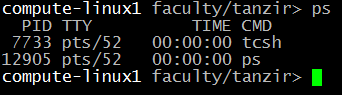 compute-linux1 faculty/tanzir> ps
  PID TTY          TIME CMD
 7733 pts/52   00:00:00 tcsh
12905 pts/52   00:00:00 ps
compute-linux1 faculty/tanzir>